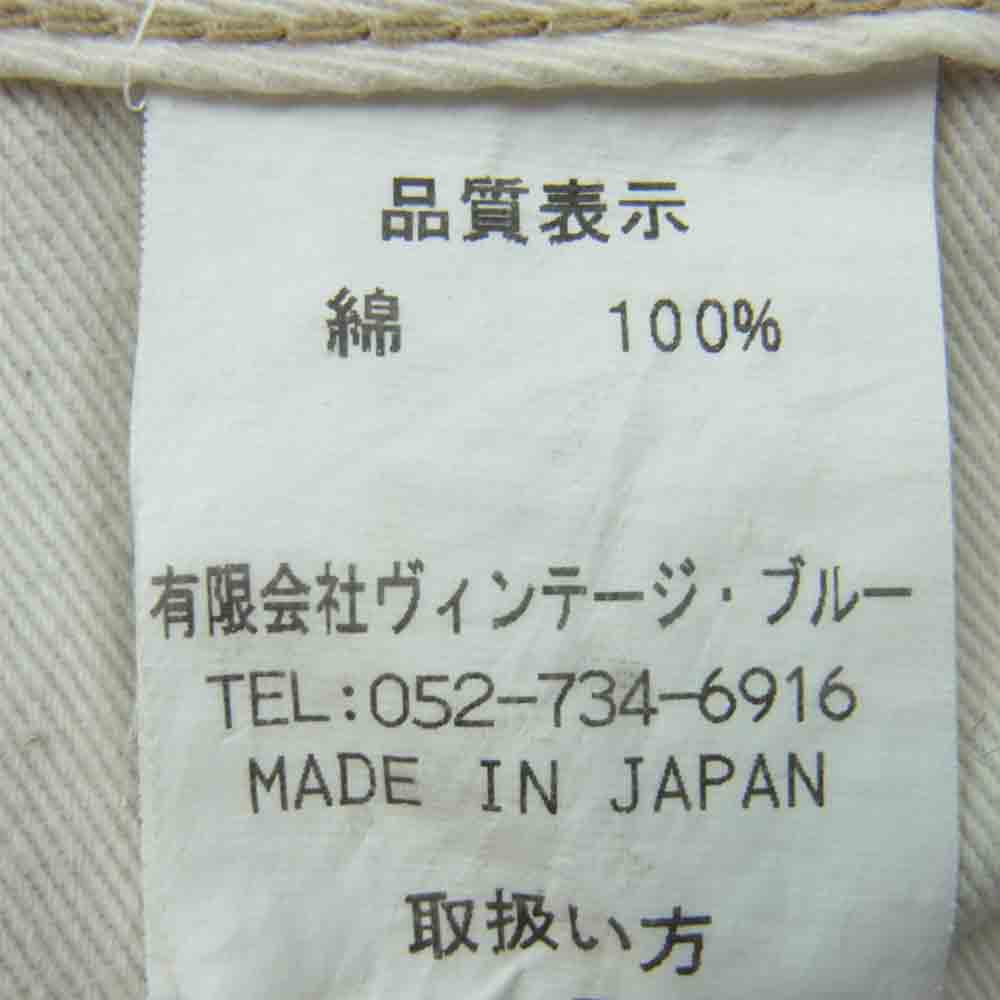 品質表示
綿 100%
有限会社ヴィンテージ・ブルー
TEL:052-734-6916
MADE IN JAPAN
取扱い方